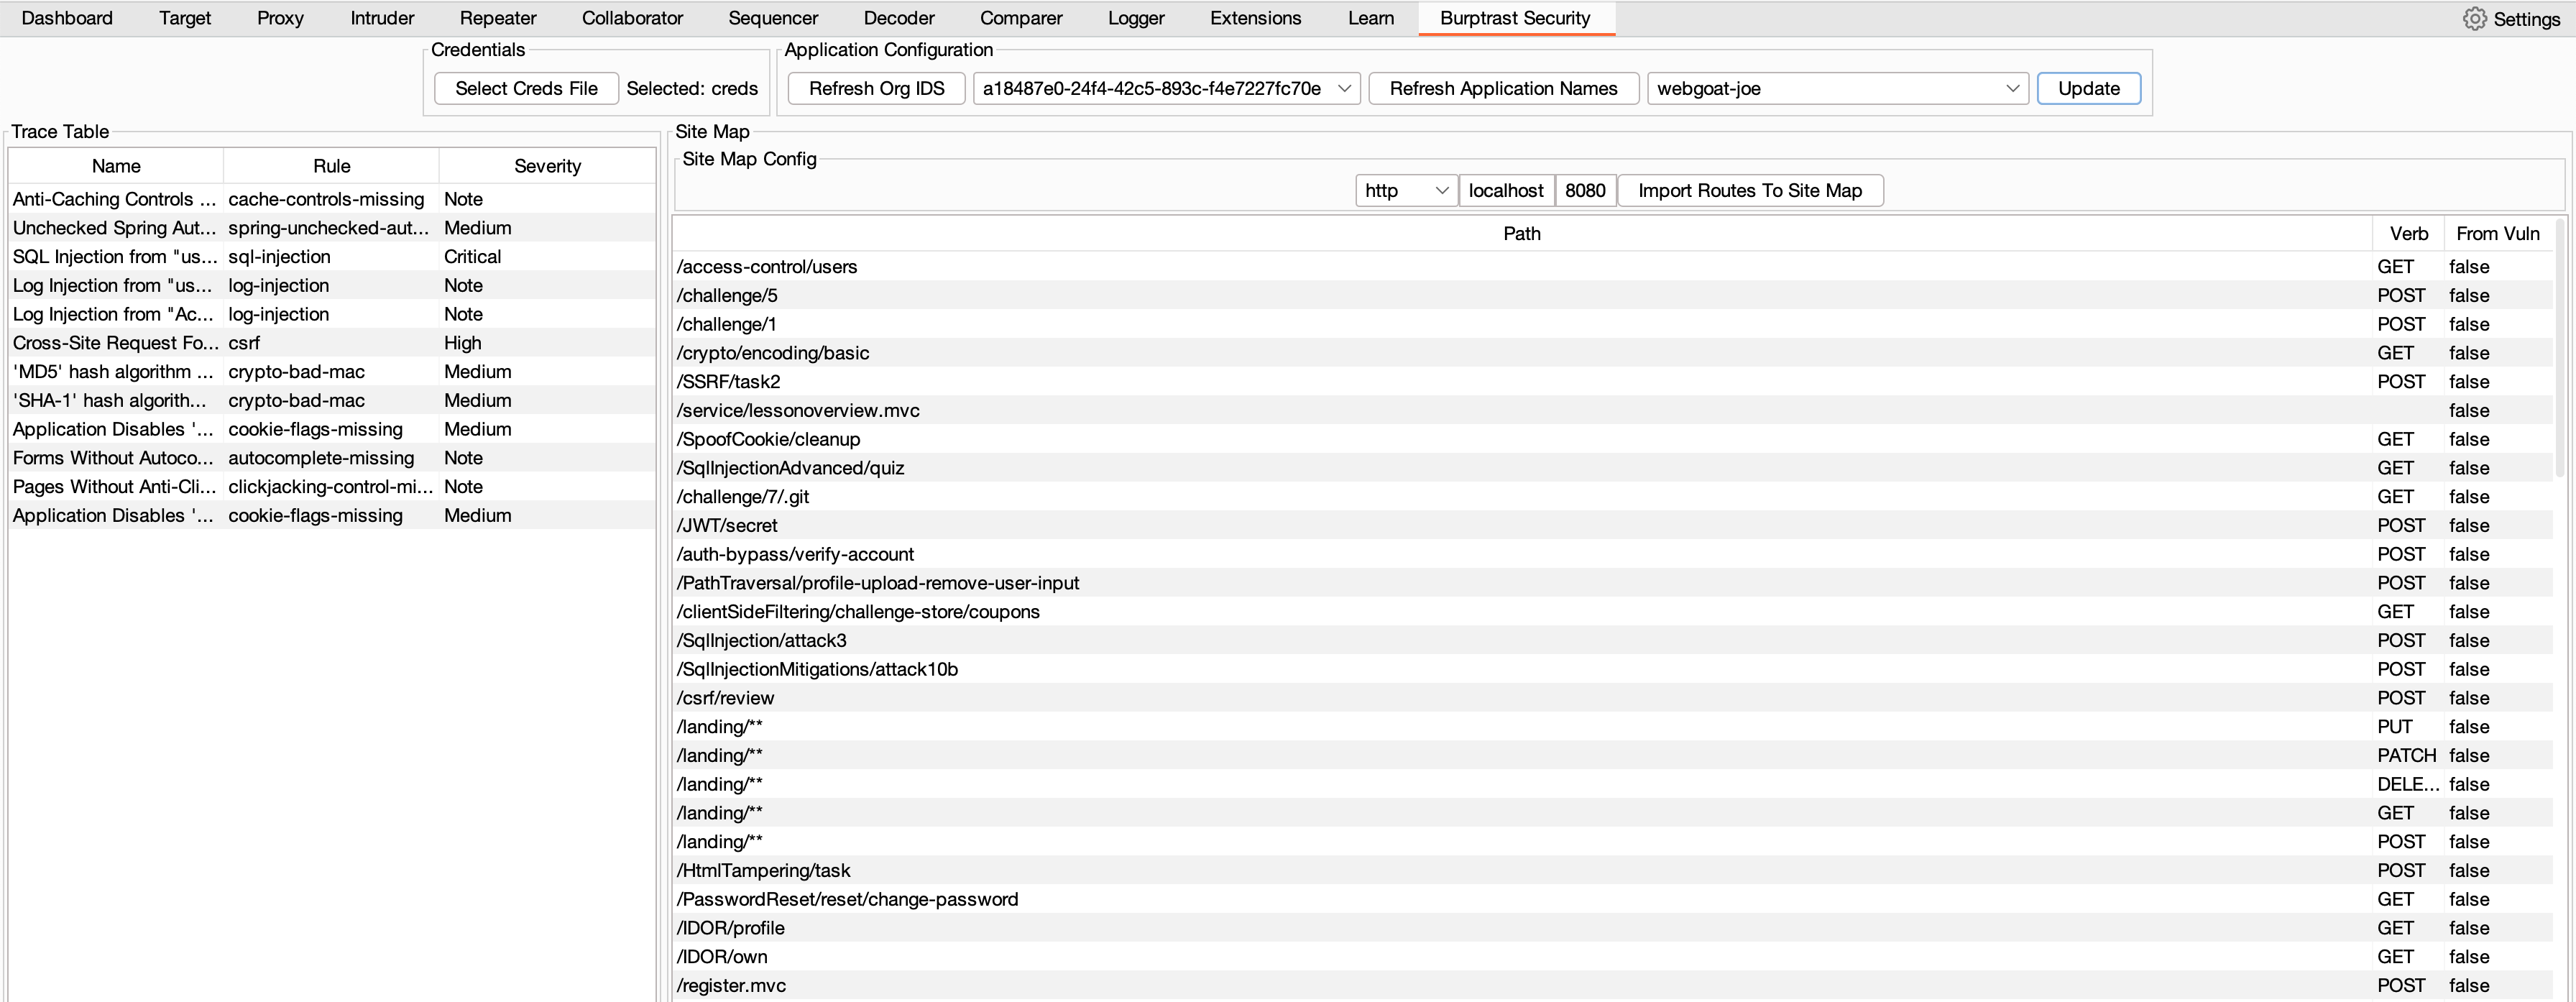 Dashboard Target Proxy Intruder Repeater Collaborator Sequencer Decoder Comparer Logger Extensions Learn Burptrast Security Settings
Credentials
Select Creds File Selected: creds
Application Configuration
Refresh Org IDS a18487e0-24f4-42c5-893c-f4e7227fc70e Refresh Application Names webgoat-joe Update
Trace Table
Name Rule Severity
Anti-Caching Controls ... cache-controls-missing Note
Unchecked Spring Aut... spring-unchecked-aut... Medium
SQL Injection from "us... sql-injection Critical
Log Injection from "us... log-injection Note
Log Injection from "Ac... log-injection Note
Cross-Site Request Fo... csrf High
'MD5' hash algorithm ... crypto-bad-mac Medium
'SHA-1' hash algorith... crypto-bad-mac Medium
Application Disables '... cookie-flags-missing Medium
Forms Without Autoco... autocomplete-missing Note
Pages Without Anti-Cli... clickjacking-control-mi... Note
Application Disables '... cookie-flags-missing Medium
Site Map
Site Map Config
http localhost 8080 Import Routes To Site Map
Path Verb From Vuln
/access-control/users GET false
/challenge/5 POST false
/challenge/1 POST false
/crypto/encoding/basic GET false
/SSRF/task2 POST false
/service/lessonoverview.mvc false
/SpoofCookie/cleanup GET false
/SqlInjectionAdvanced/quiz GET false
/challenge/7/.git GET false
/JWT/secret POST false
/auth-bypass/verify-account POST false
/PathTraversal/profile-upload-remove-user-input POST false
/clientSideFiltering/challenge-store/coupons GET false
/SqlInjection/attack3 POST false
/SqlInjectionMitigations/attack10b POST false
/csrf/review POST false
/landing/** PUT false
/landing/** PATCH false
/landing/** DELE... false
/landing/** GET false
/landing/** POST false
/HtmlTampering/task POST false
/PasswordReset/reset/change-password GET false
/IDOR/profile GET false
/IDOR/own GET false
/register.mvc POST false